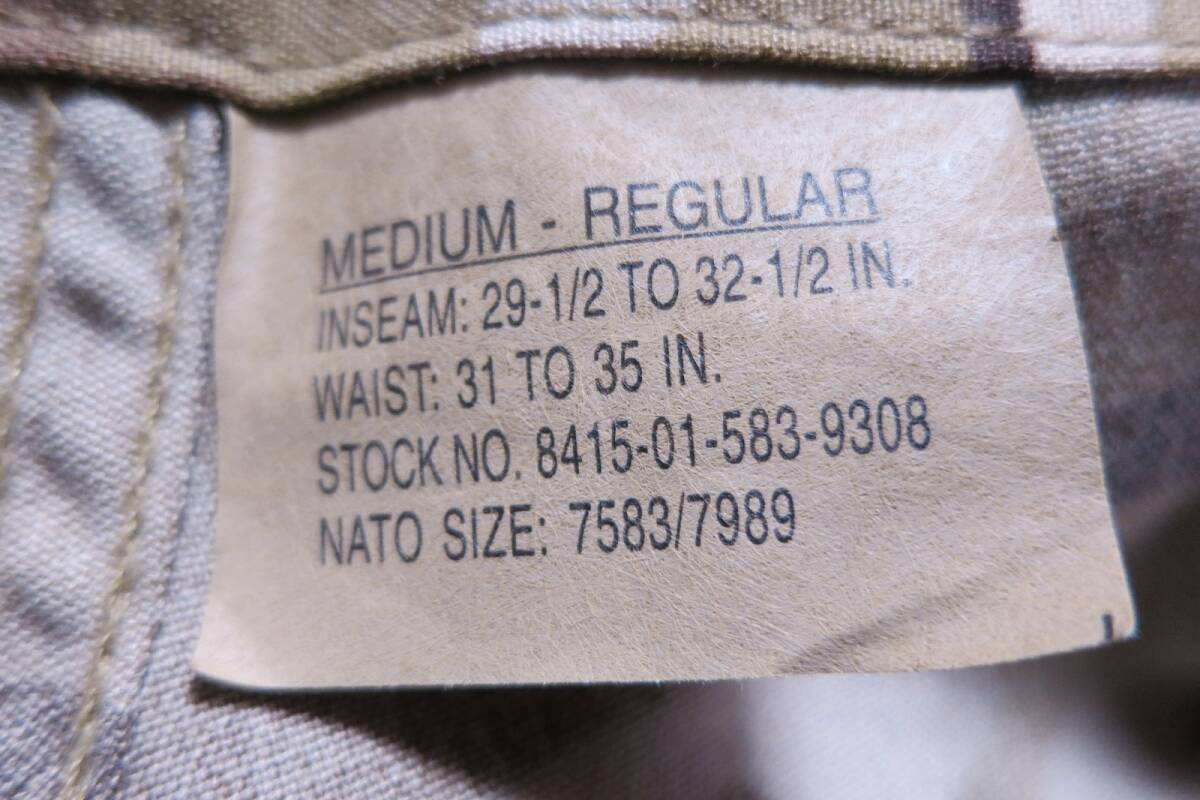 MEDIUM - REGULAR
INSEAM: 29-1/2 TO 32-1/2 IN.
WAIST: 31 TO 35 IN.
STOCK NO. 8415-01-583-9308
NATO SIZE: 7583/7989